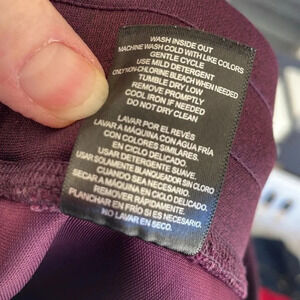 WASH INSIDE OUT
MACHINE WASH COLD WITH LIKE COLORS
GENTLE CYCLE
USE MILD DETERGENT
ONLY NON-CHLORINE BLEACH WHEN NEEDED
TUMBLE DRY LOW
REMOVE PROMPTLY
COOL IRON IF NEEDED
DO NOT DRY CLEAN
LAVAR POR EL REVÉS
LAVAR A MÁQUINA CON AGUA FRÍA
CON COLORES SIMILARES.
EN CICLO DELICADO.
USAR DETERGENTE SUAVE.
USAR SOLAMENTE BLANQUEADOR SIN CLORO
CUANDO SEA NECESARIO.
SECAR A MÁQUINA EN CICLO DELICADO.
REMOVER RÁPIDAMENTE.
PLANCHAR EN FRÍO SI ES NECESARIO.
NO LAVAR EN SECO.